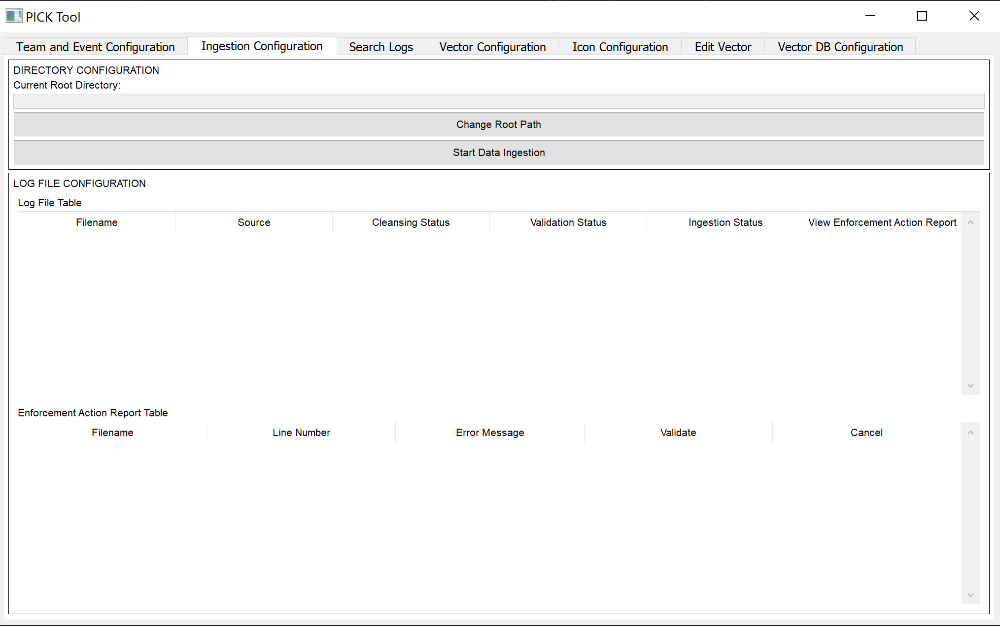 PICK Tool
Team and Event Configuration Ingestion Configuration Search Logs Vector Configuration Icon Configuration Edit Vector Vector DB Configuration
DIRECTORY CONFIGURATION
Current Root Directory:
Change Root Path
Start Data Ingestion
LOG FILE CONFIGURATION
Log File Table
Filename Source Cleansing Status Validation Status Ingestion Status View Enforcement Action Report
Enforcement Action Report Table
Filename Line Number Error Message Validate Cancel